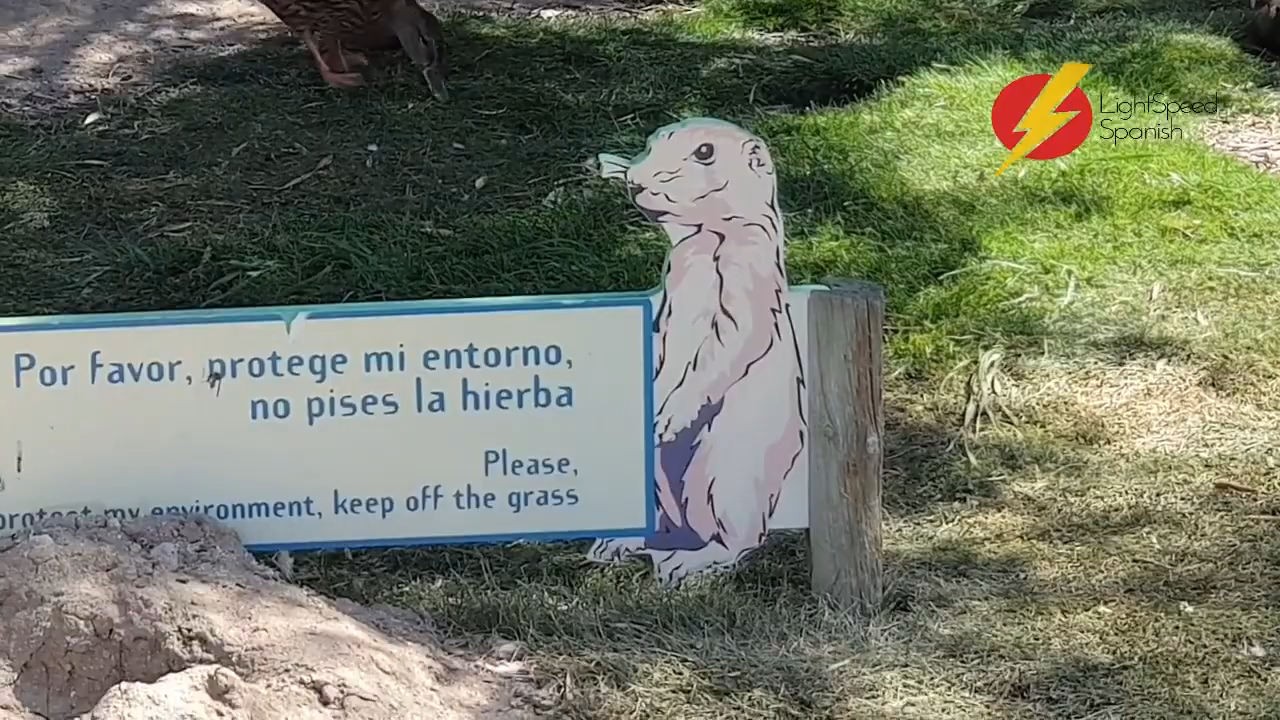 LightSpeed
Spanish
Por favor, protege mi entorno,
no pises la hierba
Please,
protect my environment, keep off the grass